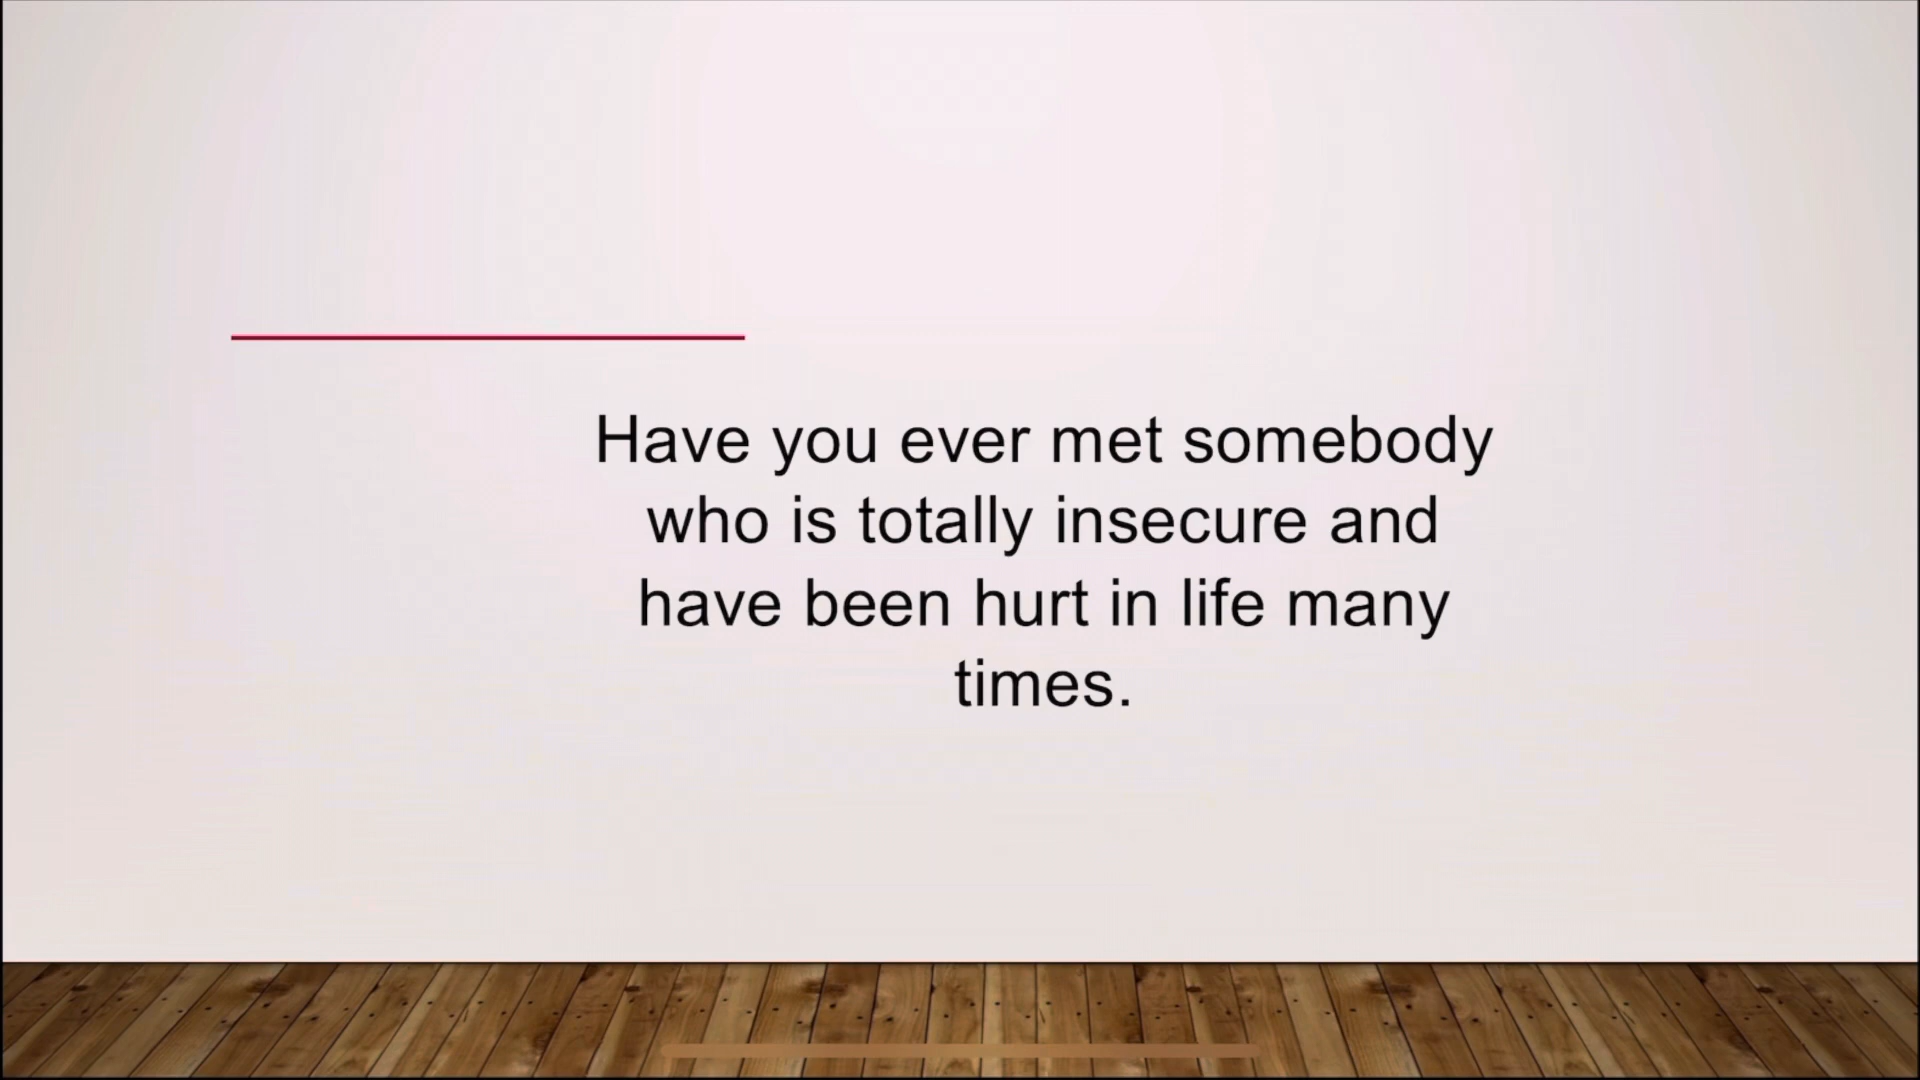 Have you ever met somebody
who is totally insecure and
have been hurt in life many
times.